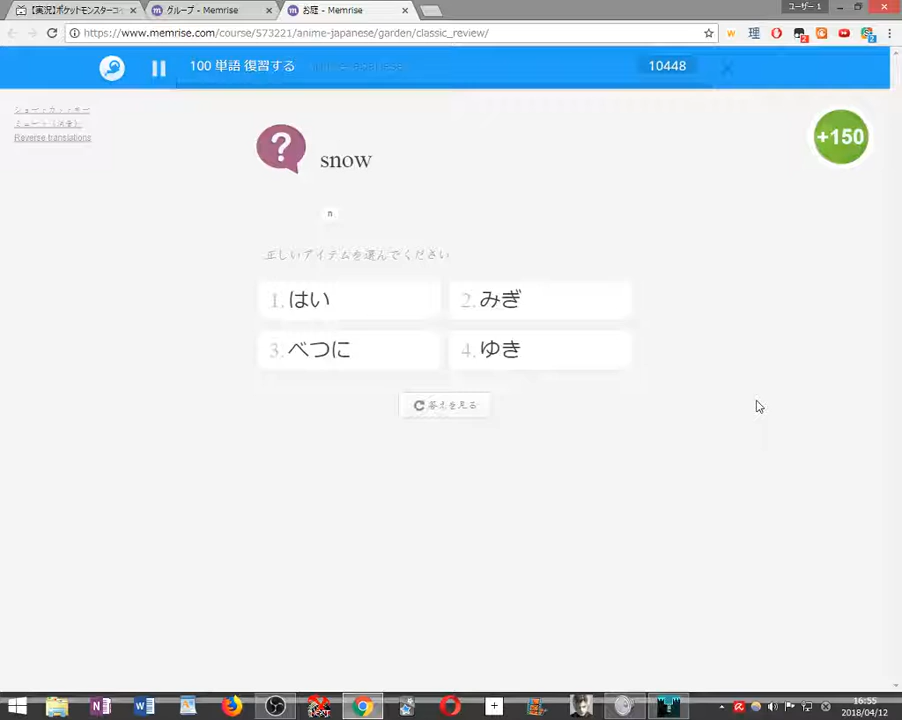 【実況】ポケットモンスターコ
グループ - Memrise
お庭 - Memrise
ユーザー 1
https://www.memrise.com/course/573221/anime-japanese/garden/classic_review/
100 単語 復習する
10448
Reverse translations
snow
+150
n
正しいアイテムを選んでください
1. はい
2. みぎ
3. べつに
4. ゆき
答えを見る
16:55
2018/04/12